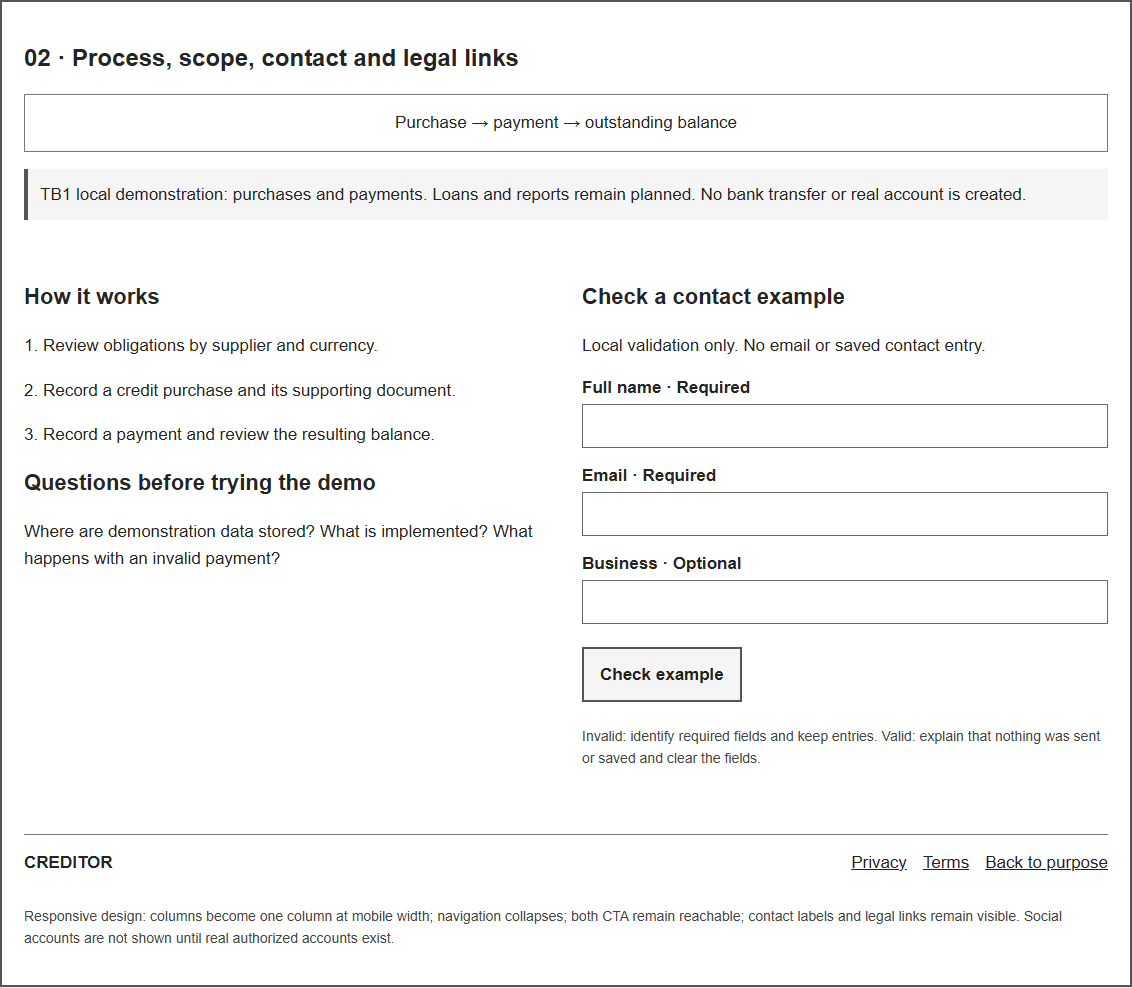 02 · Process, scope, contact and legal links
Purchase → payment → outstanding balance
TB1 local demonstration: purchases and payments. Loans and reports remain planned. No bank transfer or real account is created.
How it works
1. Review obligations by supplier and currency.
2. Record a credit purchase and its supporting document.
3. Record a payment and review the resulting balance.
Questions before trying the demo
Where are demonstration data stored? What is implemented? What
happens with an invalid payment?
Check a contact example
Local validation only. No email or saved contact entry.
Full name · Required
Email · Required
Business · Optional
Check example
Invalid: identify required fields and keep entries. Valid: explain that nothing was sent
or saved and clear the fields.
CREDITOR
Privacy Terms Back to purpose
Responsive design: columns become one column at mobile width; navigation collapses; both CTA remain reachable; contact labels and legal links remain visible. Social
accounts are not shown until real authorized accounts exist.